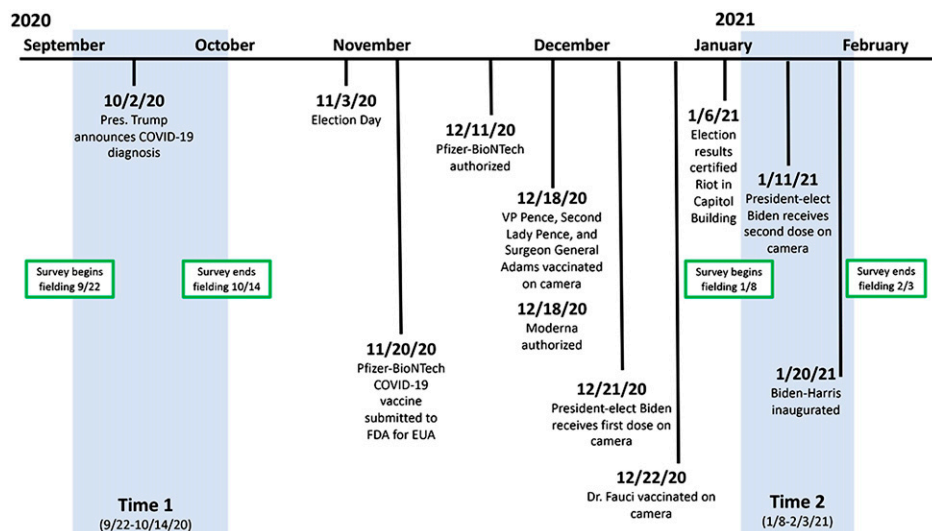 2020
2021
September
October
November
December
January
February
10/2/20
Pres. Trump
announces COVID-19
diagnosis
11/3/20
Election Day
12/11/20
Pfizer-BioNTech
authorized
1/6/21
Election
results
certified
Riot in
Capitol
Building
12/18/20
VP Pence, Second
Lady Pence, and
Surgeon General
Adams vaccinated
on camera
1/11/21
President-elect
Biden receives
second dose on
camera
Survey begins
fielding 9/22
Survey ends
fielding 10/14
Survey begins
fielding 1/8
Survey ends
fielding 2/3
12/18/20
Moderna
authorized
11/20/20
Pfizer-BioNTech
COVID-19
vaccine
submitted to
FDA for EUA
12/21/20
President-elect Biden
receives first dose on
camera
1/20/21
Biden-Harris
inaugurated
12/22/20
Dr. Fauci vaccinated on
camera
Time 1
(9/22-10/14/20)
Time 2
(1/8-2/3/21)